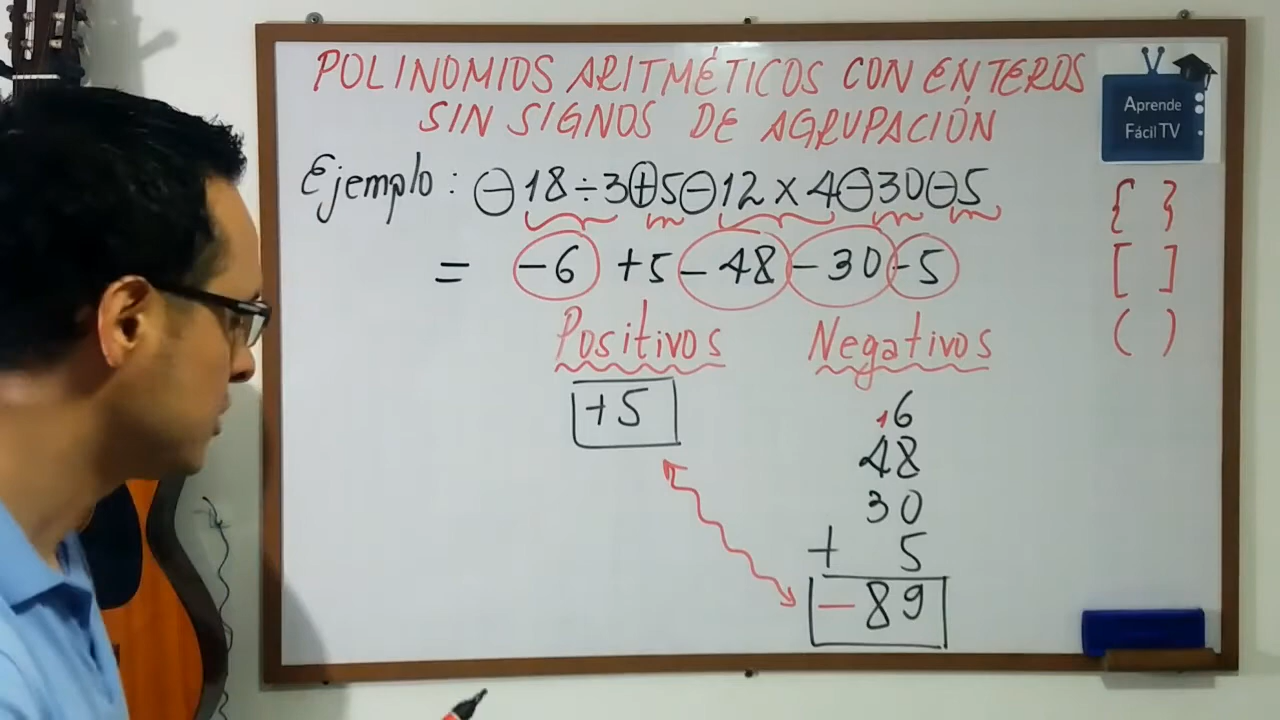 POLINOMIOS ARITMÉTICOS CON ENTEROS
SIN SIGNOS DE AGRUPACIÓN
Aprende
Fácil TV
Ejemplo: -18÷3+5-12×4-30-5
{ }
= -6 +5 -48 -30 -5
[ ]
Positivos Negativos
( )
+5
1 6
48
30
+ 5
-89